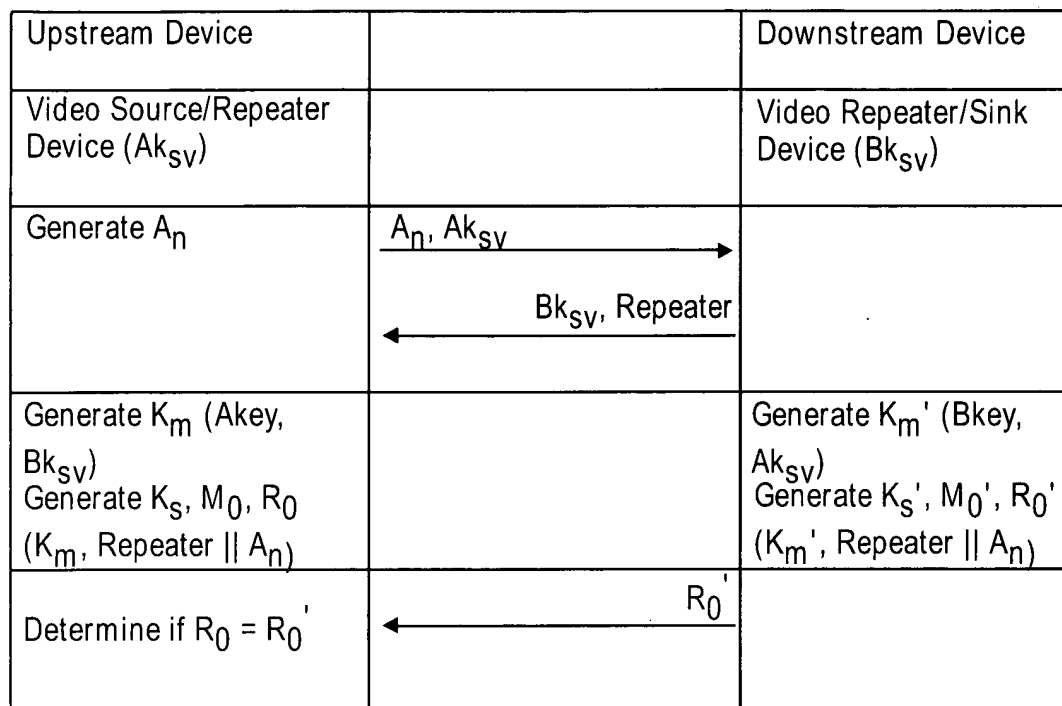 Upstream Device
Downstream Device
Video Source/Repeater
Device (Ak_sv)
Video Repeater/Sink
Device (Bk_sv)
Generate A_n
A_n, Ak_sv
Bk_sv, Repeater
Generate K_m (Akey,
Bk_sv)
Generate K_s, M_0, R_0
(K_m, Repeater || A_n)
Generate K_m' (Bkey,
Ak_sv)
Generate K_s', M_0', R_0'
(K_m', Repeater || A_n)
Determine if R_0 = R_0'
R_0'